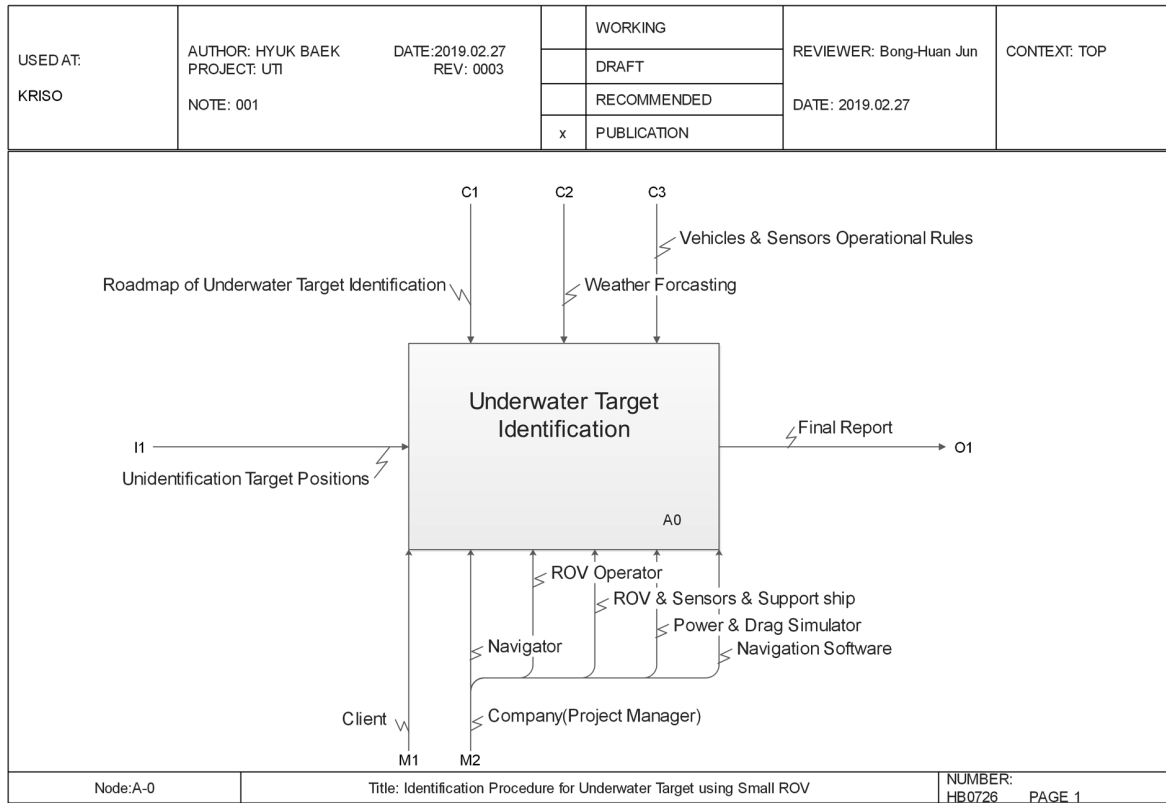 USED AT:
KRISO
AUTHOR: HYUK BAEK DATE:2019.02.27
PROJECT: UTI REV: 0003
NOTE: 001
WORKING
DRAFT
RECOMMENDED
x PUBLICATION
REVIEWER: Bong-Huan Jun
DATE: 2019.02.27
CONTEXT: TOP
C1 C2 C3
Vehicles & Sensors Operational Rules
Roadmap of Underwater Target Identification
Weather Forcasting
Underwater Target
Identification
A0
I1
Unidentification Target Positions
Final Report
O1
ROV Operator
ROV & Sensors & Support ship
Power & Drag Simulator
Navigator
Navigation Software
Client
Company(Project Manager)
M1 M2
Node:A-0
Title: Identification Procedure for Underwater Target using Small ROV
NUMBER:
HB0726 PAGE 1